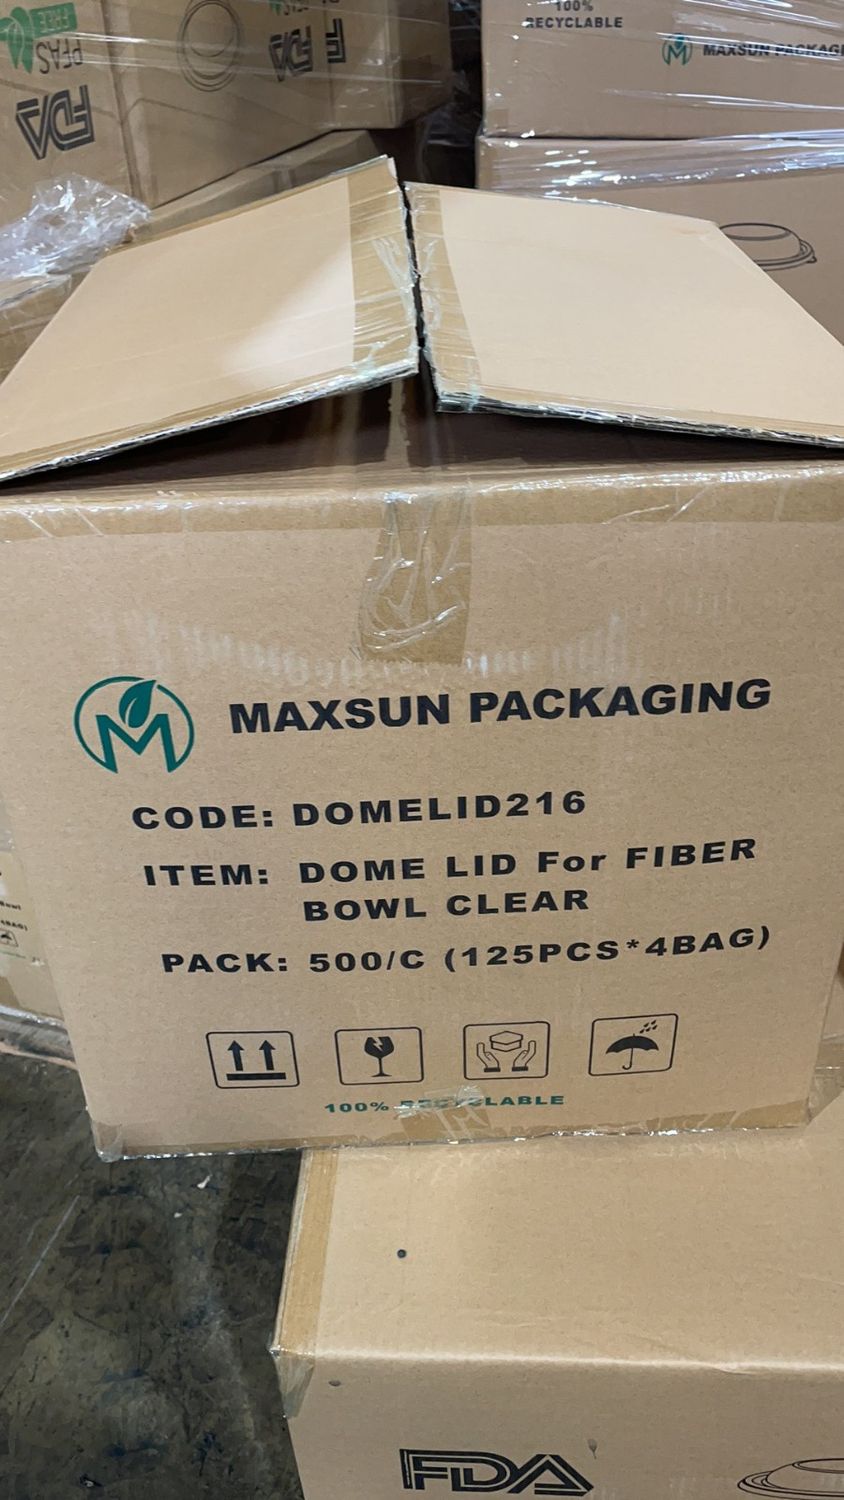 PFAS
FREE
FDA
100%
RECYCLABLE
MAXSUN PACKAGI
MAXSUN PACKAGING
CODE: DOMELID216
ITEM: DOME LID For FIBER
BOWL CLEAR
PACK: 500/C (125PCS*4BAG)
100% RECYCLABLE
FDA